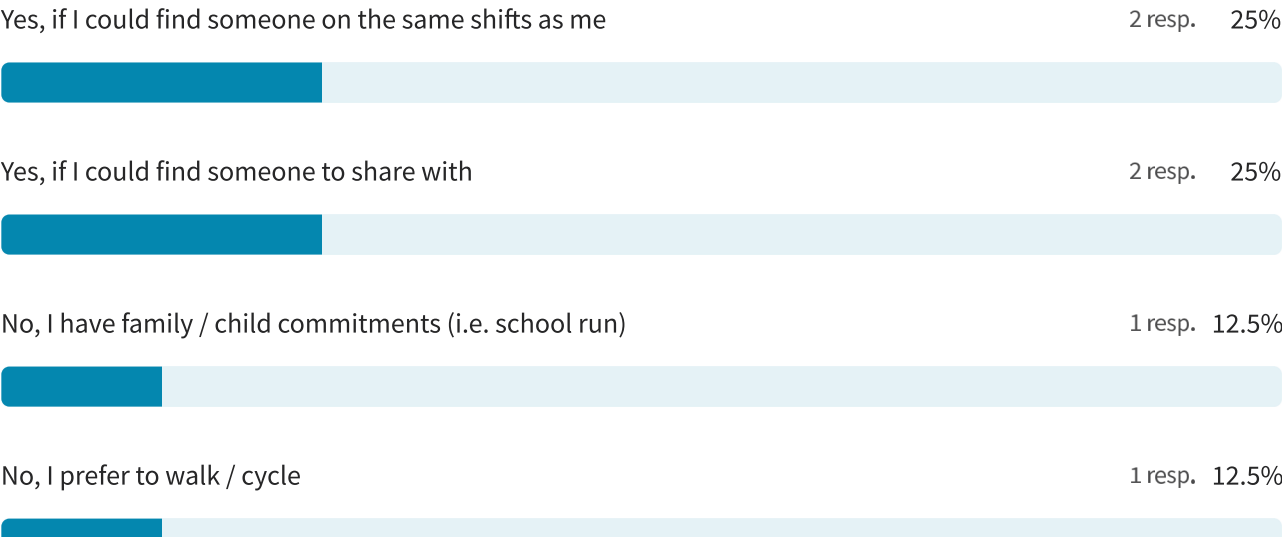 Yes, if I could find someone on the same shifts as me 2 resp. 25%
Yes, if I could find someone to share with 2 resp. 25%
No, I have family / child commitments (i.e. school run) 1 resp. 12.5%
No, I prefer to walk / cycle 1 resp. 12.5%